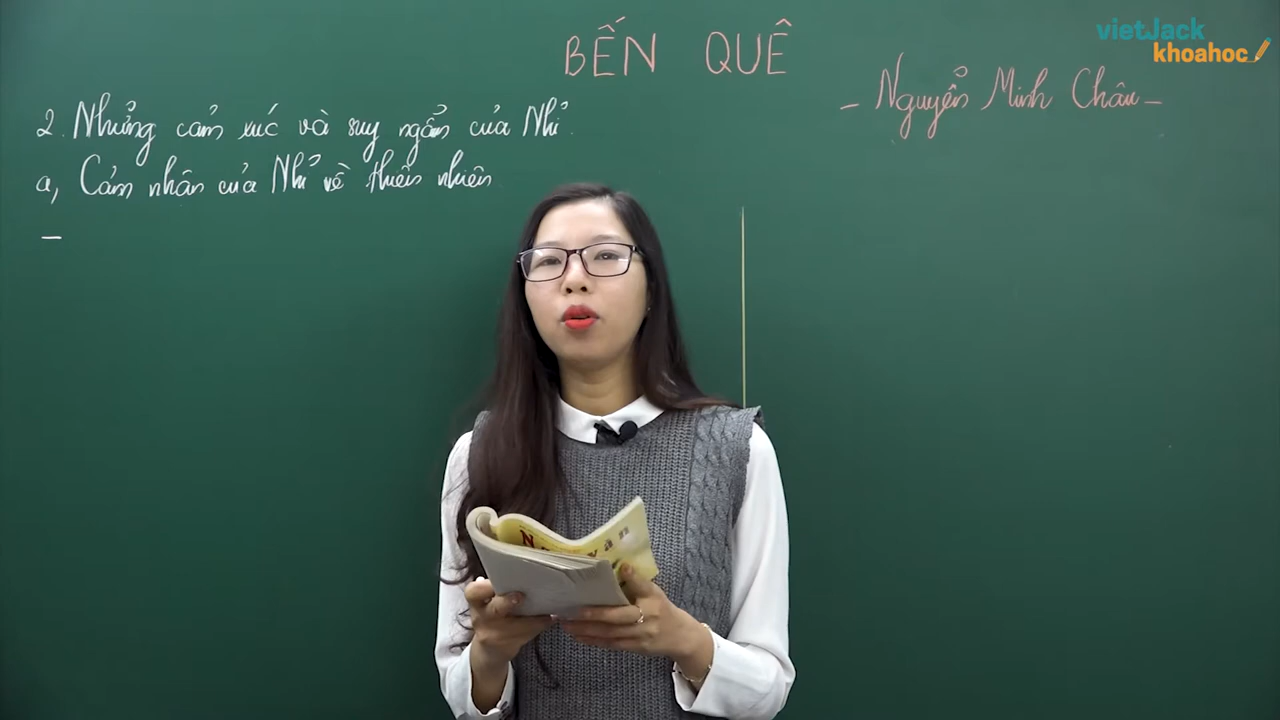 BẾN QUÊ
- Nguyễn Minh Châu -
2. Những cảm xúc và suy ngẫm của Nhĩ.
a, Cảm nhận của Nhĩ về thiên nhiên
-
vietJack
khoahoc